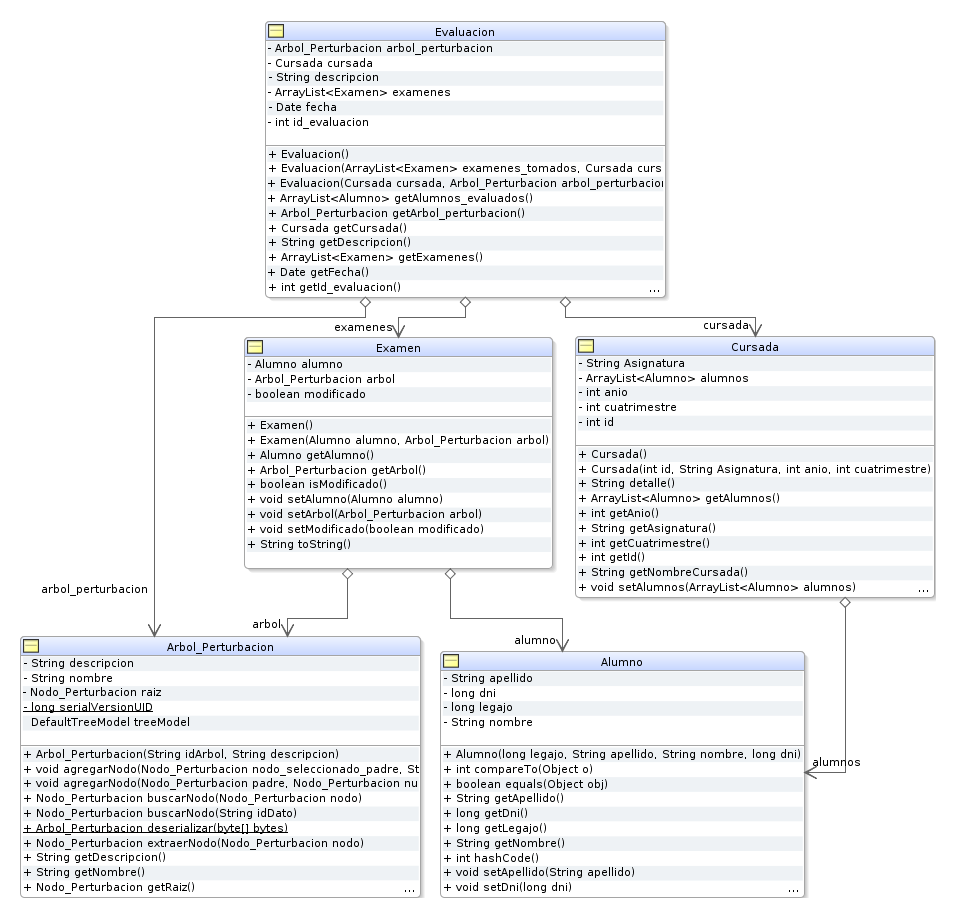 Evaluacion
- Arbol_Perturbacion arbol_perturbacion
- Cursada cursada
- String descripcion
- ArrayList<Examen> examenes
- Date fecha
- int id_evaluacion
+ Evaluacion()
+ Evaluacion(ArrayList<Examen> examenes_tomados, Cursada curs
+ Evaluacion(Cursada cursada, Arbol_Perturbacion arbol_perturbacion
+ ArrayList<Alumno> getAlumnos_evaluados()
+ Arbol_Perturbacion getArbol_perturbacion()
+ Cursada getCursada()
+ String getDescripcion()
+ ArrayList<Examen> getExamenes()
+ Date getFecha()
+ int getId_evaluacion()
...
examenes
cursada
Examen
- Alumno alumno
- Arbol_Perturbacion arbol
- boolean modificado
+ Examen()
+ Examen(Alumno alumno, Arbol_Perturbacion arbol)
+ Alumno getAlumno()
+ Arbol_Perturbacion getArbol()
+ boolean isModificado()
+ void setAlumno(Alumno alumno)
+ void setArbol(Arbol_Perturbacion arbol)
+ void setModificado(boolean modificado)
+ String toString()
Cursada
- String Asignatura
- ArrayList<Alumno> alumnos
- int anio
- int cuatrimestre
- int id
+ Cursada()
+ Cursada(int id, String Asignatura, int anio, int cuatrimestre)
+ String detalle()
+ ArrayList<Alumno> getAlumnos()
+ int getAnio()
+ String getAsignatura()
+ int getCuatrimestre()
+ int getId()
+ String getNombreCursada()
+ void setAlumnos(ArrayList<Alumno> alumnos)
...
arbol_perturbacion
arbol
alumno
alumnos
Arbol_Perturbacion
- String descripcion
- String nombre
- Nodo_Perturbacion raiz
- long serialVersionUID
DefaultTreeModel treeModel
+ Arbol_Perturbacion(String idArbol, String descripcion)
+ void agregarNodo(Nodo_Perturbacion nodo_seleccionado_padre, St
+ void agregarNodo(Nodo_Perturbacion padre, Nodo_Perturbacion nu
+ Nodo_Perturbacion buscarNodo(Nodo_Perturbacion nodo)
+ Nodo_Perturbacion buscarNodo(String idDato)
+ Arbol_Perturbacion deserializar(byte[] bytes)
+ Nodo_Perturbacion extraerNodo(Nodo_Perturbacion nodo)
+ String getDescripcion()
+ String getNombre()
+ Nodo_Perturbacion getRaiz()
...
Alumno
- String apellido
- long dni
- long legajo
- String nombre
+ Alumno(long legajo, String apellido, String nombre, long dni)
+ int compareTo(Object o)
+ boolean equals(Object obj)
+ String getApellido()
+ long getDni()
+ long getLegajo()
+ String getNombre()
+ int hashCode()
+ void setApellido(String apellido)
+ void setDni(long dni)
...